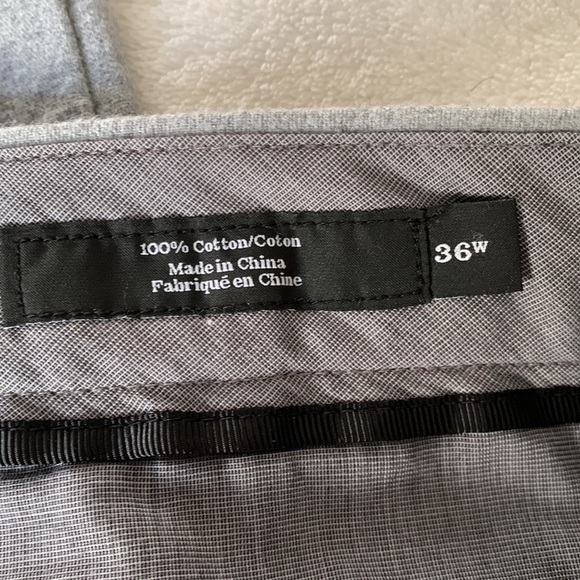 100% Cotton/Coton
Made in China
Fabriqué en Chine
36W